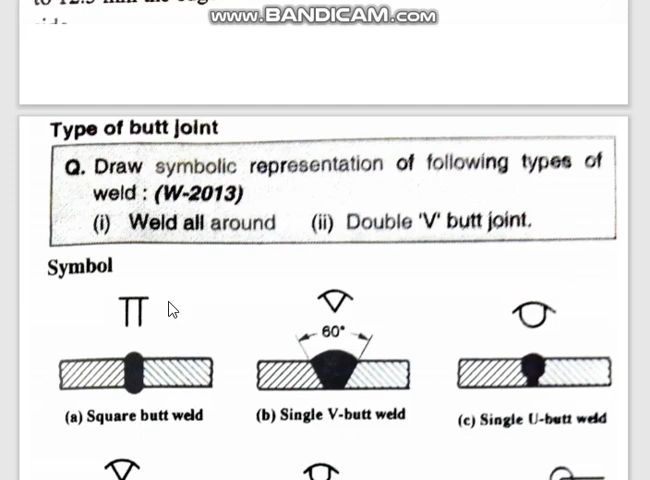 www.BANDICAM.com
Type of butt joint
Q. Draw symbolic representation of following types of
weld : (W-2013)
(i) Weld all around (ii) Double 'V' butt joint.
Symbol
60°
(a) Square butt weld
(b) Single V-butt weld
(c) Single U-butt weld